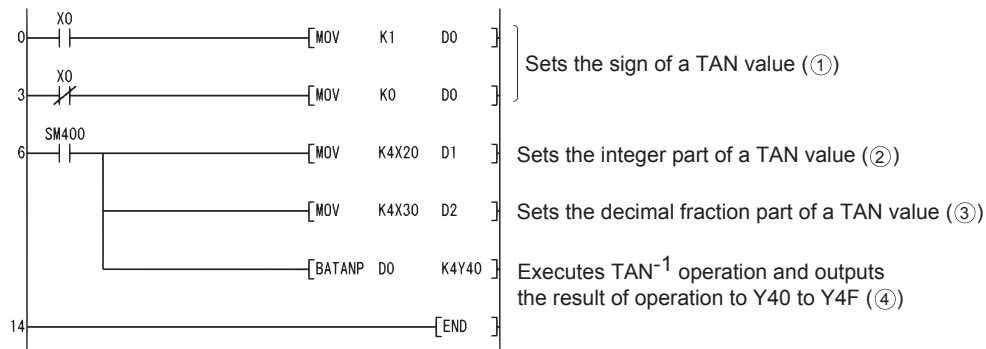 X0
0 [MOV K1 D0 ]
Sets the sign of a TAN value (①)
X0
3 [MOV K0 D0 ]
SM400
6 [MOV K4X20 D1 ] Sets the integer part of a TAN value (②)
[MOV K4X30 D2 ] Sets the decimal fraction part of a TAN value (③)
[BATANP D0 K4Y40 ] Executes TAN-1 operation and outputs
the result of operation to Y40 to Y4F (④)
14 [END ]